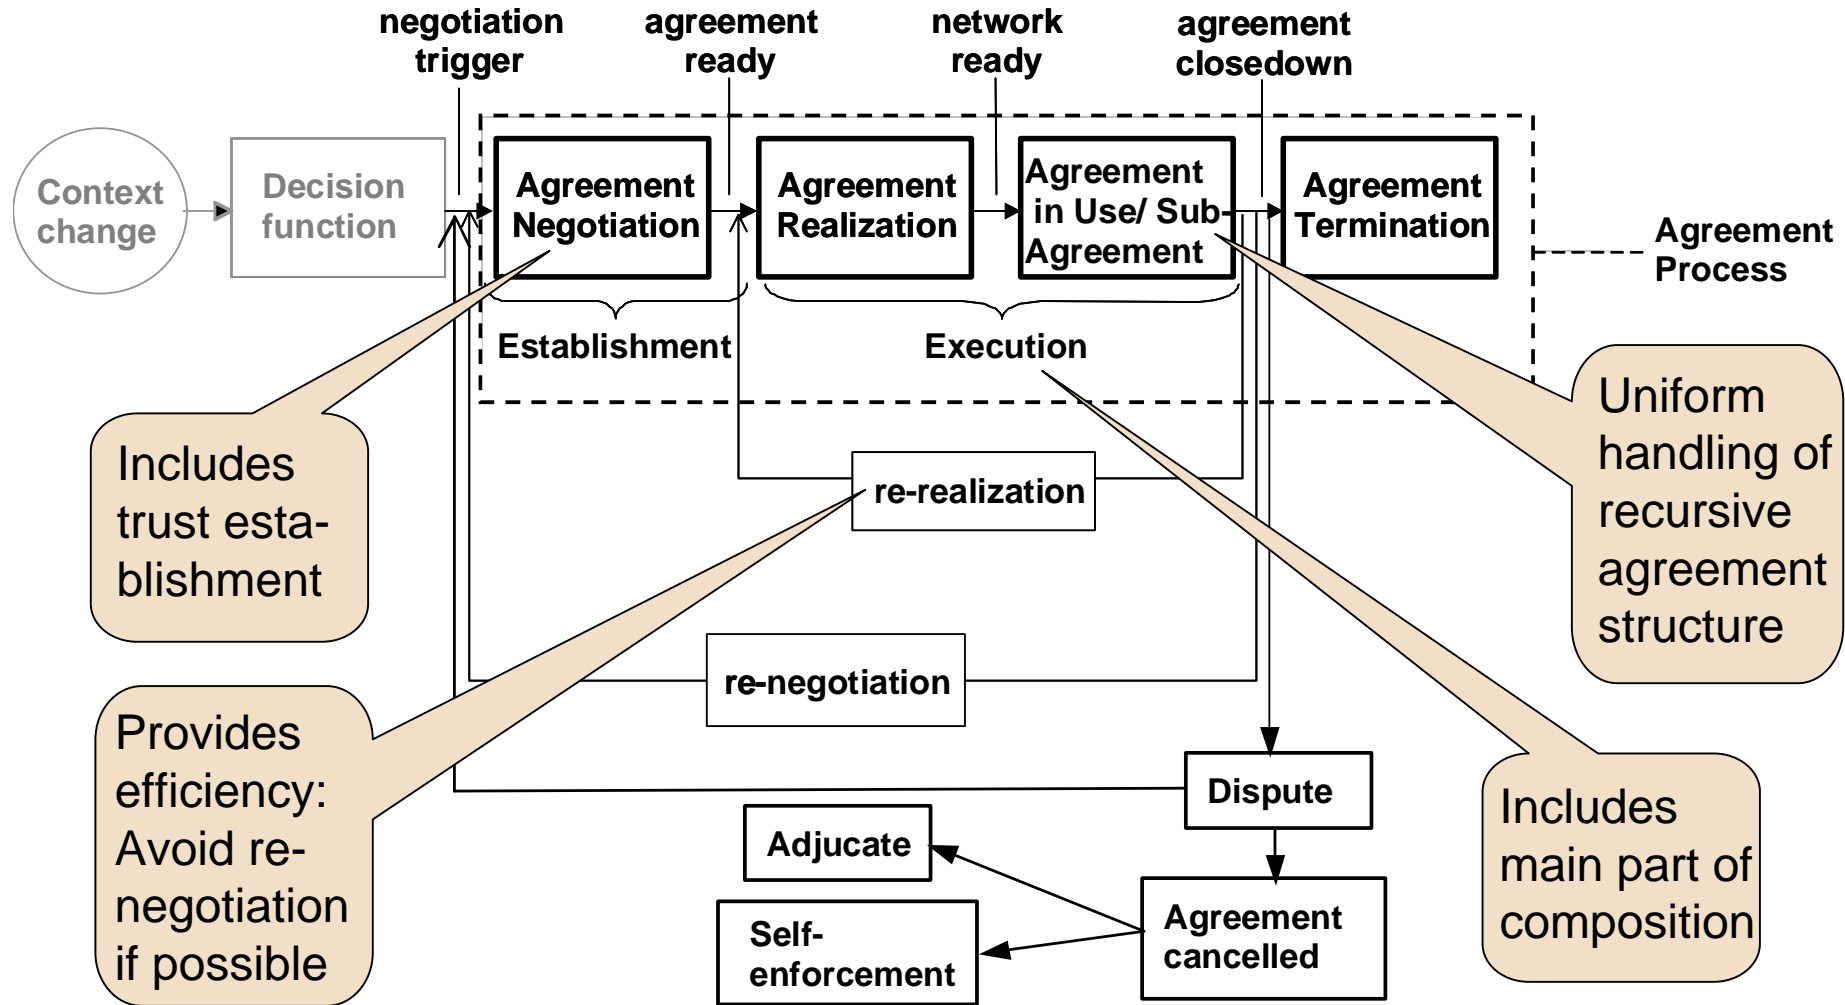 negotiation
trigger
agreement
ready
network
ready
agreement
closedown
Context
change
Decision
function
Agreement
Negotiation
Agreement
Realization
Agreement
in Use/ Sub-
Agreement
Agreement
Termination
Agreement
Process
Establishment
Execution
Includes
trust esta-
blishment
re-realization
Uniform
handling of
recursive
agreement
structure
re-negotiation
Provides
efficiency:
Avoid re-
negotiation
if possible
Dispute
Adjucate
Self-
enforcement
Agreement
cancelled
Includes
main part of
composition